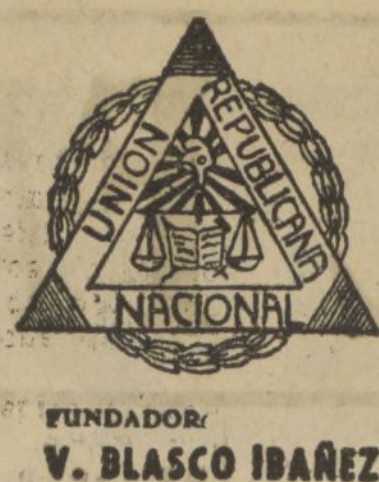 UNION
REPUBLICANA
NACIONAL
FUNDADOR:
V. BLASCO IBAÑEZ